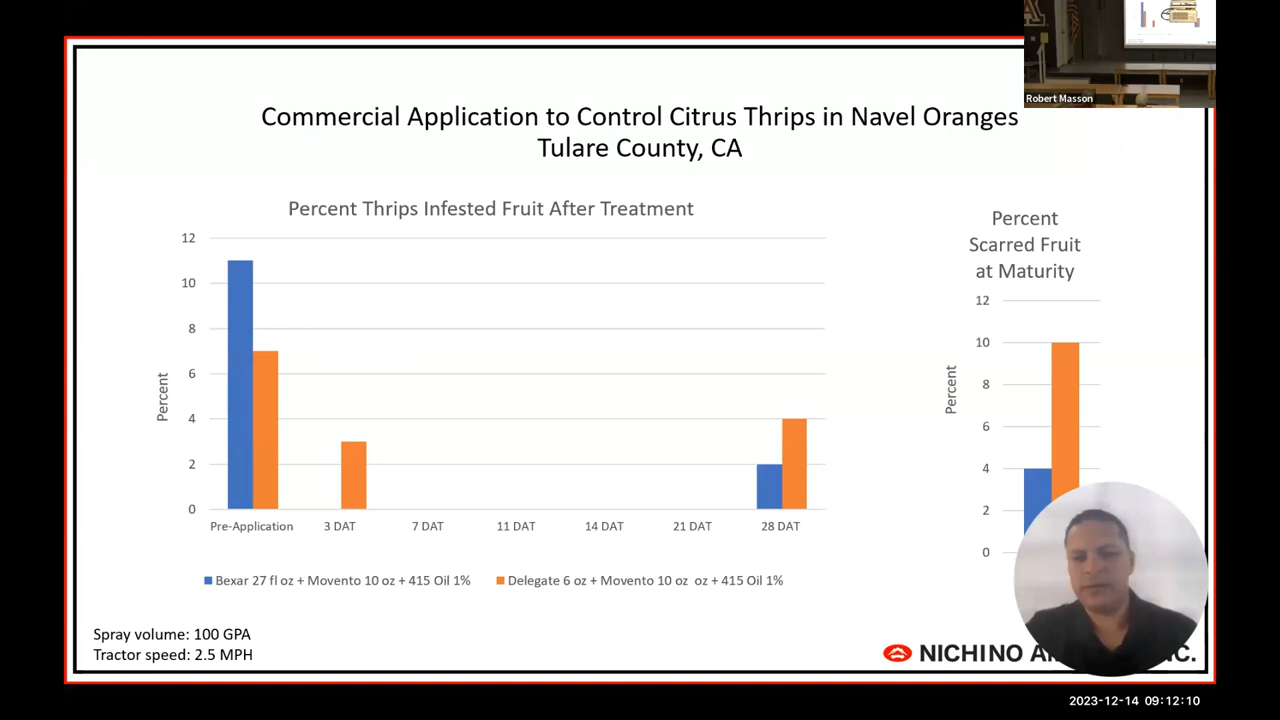 Robert Masson
Commercial Application to Control Citrus Thrips in Navel Oranges
Tulare County, CA
Percent Thrips Infested Fruit After Treatment
12
10
8
6
4
2
0
Percent
Pre-Application 3 DAT 7 DAT 11 DAT 14 DAT 21 DAT 28 DAT
Bexar 27 fl oz + Movento 10 oz + 415 Oil 1% Delegate 6 oz + Movento 10 oz oz + 415 Oil 1%
Percent
Scarred Fruit
at Maturity
12
10
8
6
4
2
0
Percent
Spray volume: 100 GPA
Tractor speed: 2.5 MPH
NICHINO
2023-12-14 09:12:10